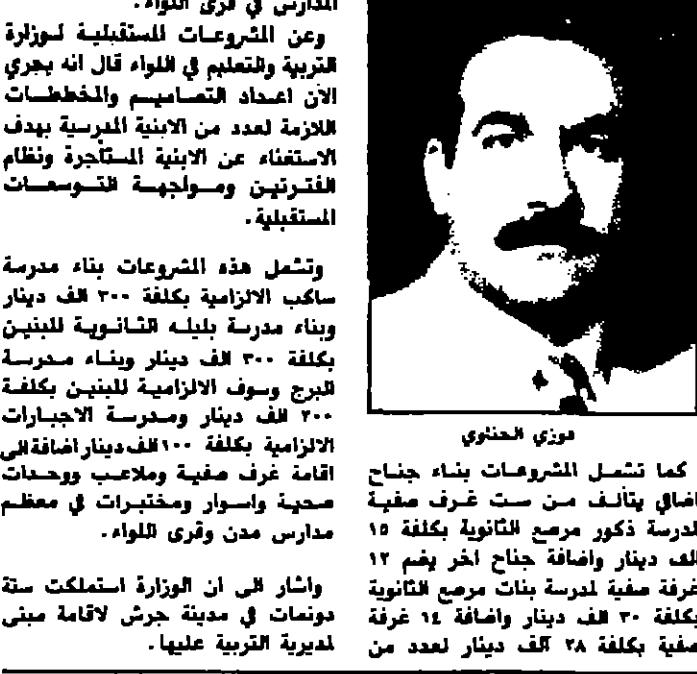 فوزي الحنتوي
كما تشمل المشروعات بناء جناح
اضافي يتألف من ست غرف صفية
لمدرسة ذكور مرصع الثانوية بكلفة ١٥
الف دينار واضافة جناح اخر يضم ١٢
غرفة صفية لمدرسة بنات مرصع الثانوية
بكلفة ٣٠ الف دينار واضافة ١٤ غرفة
صفية بكلفة ٢٨ الف دينار لعدد من
المدارس في قرى اللواء.
وعن المشروعات المستقبلية لوزارة
التربية والتعليم في اللواء قال انه يجري
الآن اعداد التصاميم والمخططات
اللازمة لعدد من الابنية المدرسية بهدف
الاستغناء عن الابنية المستأجرة ونظام
الفترتين ومواجهة التوسعات
المستقبلية.
وتشمل هذه المشروعات بناء مدرسة
ساكب الالزامية بكلفة ٣٠٠ الف دينار
وبناء مدرسة بليله الثانوية للبنين
بكلفة ٣٠٠ الف دينار وبناء مدرسة
البرج وسوف الالزامية للبنين بكلفة
٢٠٠ الف دينار ومدرسة الاجبارات
الالزامية بكلفة ١٠٠ الف دينار اضافة الى
اقامة غرف صفية وملاعب ووحدات
صحية واسوار ومختبرات في معظم
مدارس مدن وقرى اللواء.
واشار الى ان الوزارة استملكت ستة
دونمات في مدينة جرش لاقامة مبنى
لمديرية التربية عليها.